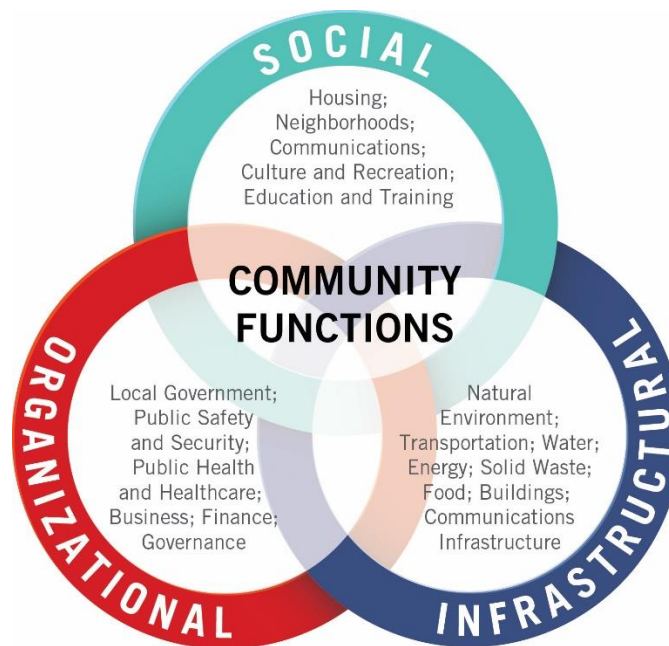 SOCIAL
Housing;
Neighborhoods;
Communications;
Culture and Recreation;
Education and Training
COMMUNITY
FUNCTIONS
ORGANIZATIONAL
Local Government;
Public Safety
and Security;
Public Health
and Healthcare;
Business; Finance;
Governance
INFRASTRUCTURAL
Natural
Environment;
Transportation; Water;
Energy; Solid Waste;
Food; Buildings;
Communications
Infrastructure